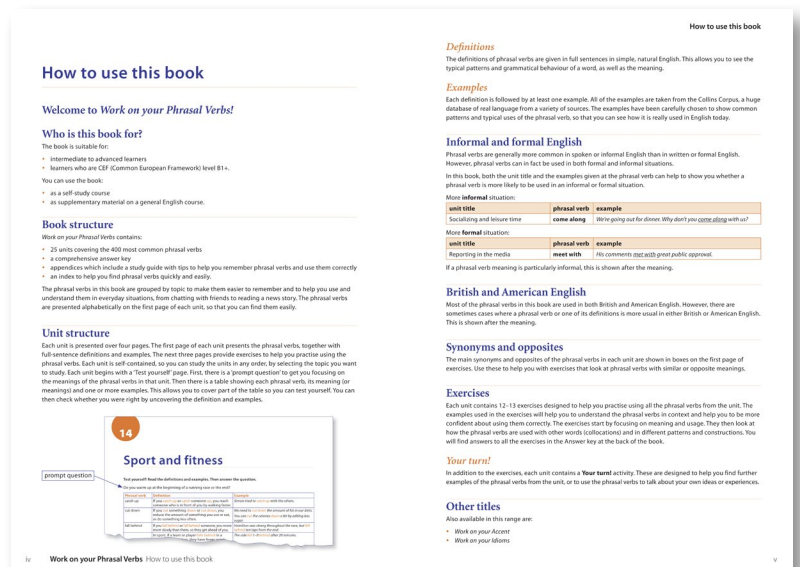 How to use this book
Welcome to Work on your Phrasal Verbs!
Who is this book for?
The book is suitable for:
• intermediate to advanced learners
• learners who are CEF (Common European Framework) level B1+.
You can use the book:
• as a self-study course
• as supplementary material on a general English course.
Book structure
Work on your Phrasal Verbs contains:
• 25 units covering the 400 most common phrasal verbs
• a comprehensive answer key
• appendices which include a study guide with tips to help you remember phrasal verbs and use them correctly
• an index to help you find phrasal verbs quickly and easily.
The phrasal verbs in this book are grouped by topic to make them easier to remember and to help you use and
understand them in everyday situations, from chatting with friends to reading a news story. The phrasal verbs
are presented alphabetically on the first page of each unit, so that you can find them easily.
Unit structure
Each unit is presented over four pages. The first page of each unit presents the phrasal verbs, together with
full-sentence definitions and examples. The next three pages provide exercises to help you practise using the
phrasal verbs. Each unit is self-contained, so you can study the units in any order, by selecting the topic you want
to study. Each unit begins with a 'Test yourself' page. First, there is a 'prompt question' to get you focusing on
the meanings of the phrasal verbs in that unit. Then there is a table showing each phrasal verb, its meaning (or
meanings) and one or more examples. This allows you to cover part of the table so you can test yourself. You can
then check whether you were right by uncovering the definition and examples.
14
Sport and fitness
Test yourself! Read the definitions and examples. Then answer the question.
prompt question
Do you warm up at the beginning of a running race or the end?
Phrasal verb Definition Example
catch up
cut down
fall behind
iv Work on your Phrasal Verbs How to use this book
How to use this book
Definitions
The definitions of phrasal verbs are given in full sentences in simple, natural English. This allows you to see the
typical patterns and grammatical behaviour of a word, as well as the meaning.
Examples
Each definition is followed by at least one example. All of the examples are taken from the Collins Corpus, a huge
database of real language from a variety of sources. The examples have been carefully chosen to show common
patterns and typical uses of the phrasal verb, so that you can see how it is really used in English today.
Informal and formal English
Phrasal verbs are generally more common in spoken or informal English than in written or formal English.
However, phrasal verbs can in fact be used in both formal and informal situations.
In this book, both the unit title and the examples given at the phrasal verb can help to show you whether a
phrasal verb is more likely to be used in an informal or formal situation.
More informal situation:
unit title phrasal verb example
Socializing and leisure time come along We're going out for dinner. Why don't you come along with us?
More formal situation:
unit title phrasal verb example
Reporting in the media meet with His comments met with great public approval.
If a phrasal verb meaning is particularly informal, this is shown after the meaning.
British and American English
Most of the phrasal verbs in this book are used in both British and American English. However, there are
sometimes cases where a phrasal verb or one of its definitions is more usual in either British or American English.
This is shown after the meaning.
Synonyms and opposites
The main synonyms and opposites of the phrasal verbs in each unit are shown in boxes on the first page of
exercises. Use these to help you with exercises that look at phrasal verbs with similar or opposite meanings.
Exercises
Each unit contains 12–13 exercises designed to help you practise using all the phrasal verbs from the unit. The
examples used in the exercises will help you to understand the phrasal verbs in context and help you to be more
confident about using them correctly. The exercises start by focusing on meaning and usage. They then look at
how the phrasal verbs are used with other words (collocations) and in different patterns and constructions. You
will find answers to all the exercises in the Answer key at the back of the book.
Your turn!
In addition to the exercises, each unit contains a Your turn! activity. These are designed to help you find further
examples of the phrasal verbs from the unit, or to use the phrasal verbs to talk about your own ideas or experiences.
Other titles
Also available in this range are:
• Work on your Accent
• Work on your Idioms
v